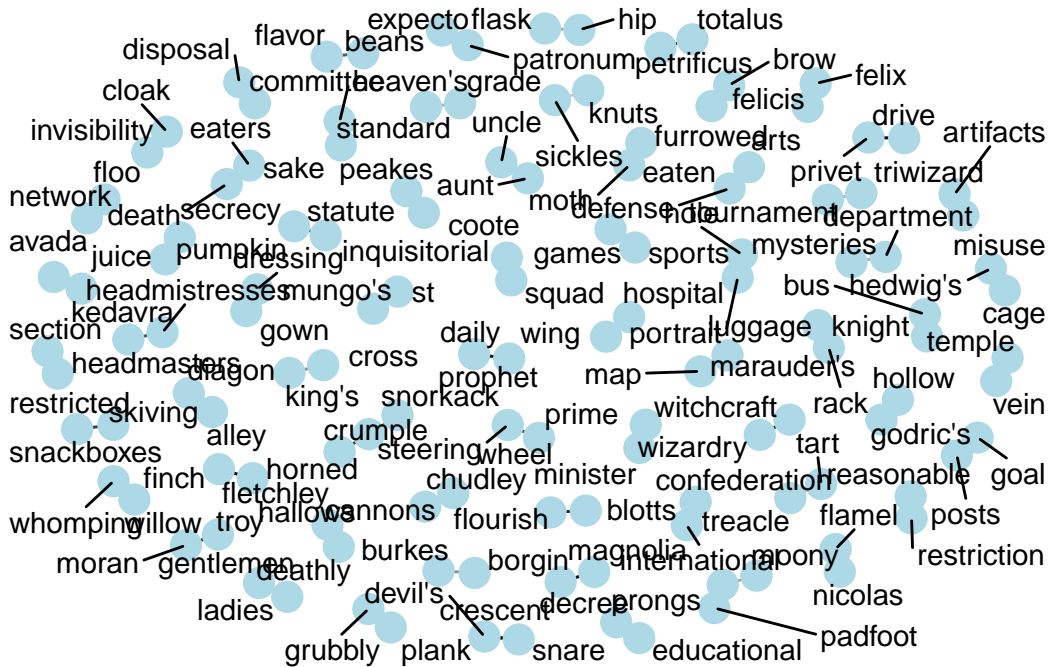 expecto flask hip totalus
flavor beans
disposal patronum petrificus brow felix
committee heaven's grade
cloak knuts felicis
invisibility eaters standard uncle furrowed arts drive artifacts
floo sake peakes sickles eaten privet triwizard
network death secrecy statute aunt moth defense hole tournament department
avada juice pumpkin coote
dressing inquisitorial games sports mysteries misuse
headmistresses mungo's st squad hospital bus hedwig's
kedavra gown cage
section daily wing portrait luggage knight temple
headmasters diagon cross prophet map marauder's
king's hollow
restricted skiving snorkack prime witchcraft rack vein
alley crumple steering wheel wizardry godric's
snackboxes finch horned tart
fletchley chudley minister confederation reasonable goal
whomping willow troy hallows cannons flourish blotts treacle flamel posts
moran gentlemen deathly burkes borgin magnolia international moony restriction
ladies devil's crescent decree prongs nicolas
grubbly plank snare educational padfoot